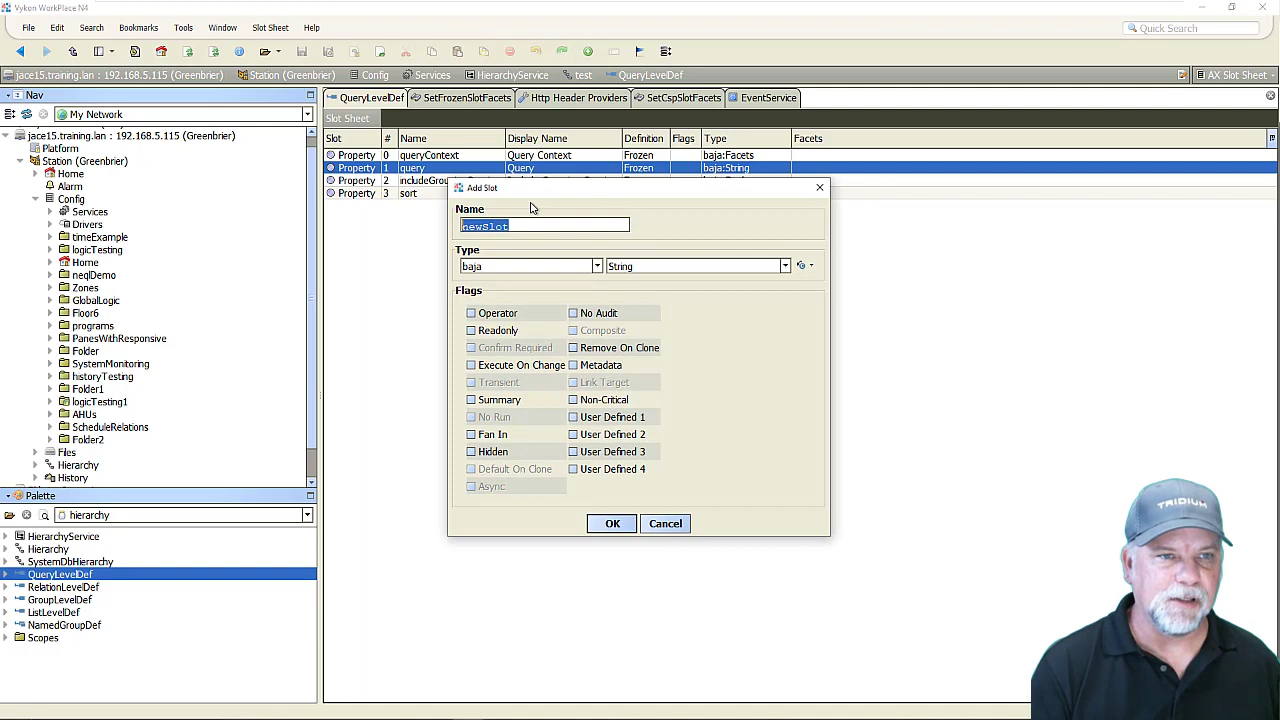 Vykon WorkPlace N4
File Edit Search Bookmarks Tools Window Slot Sheet Help
Quick Search
jace15.training.lan : 192.168.5.115 (Greenbrier) Station (Greenbrier) Config Services HierarchyService test QueryLevelDef AX Slot Sheet
Nav
My Network
jace15.training.lan : 192.168.5.115 (Greenbrier)
Platform
Station (Greenbrier)
Home
Alarm
Config
Services
Drivers
timeExample
logicTesting
Home
neqlDemo
Zones
GlobalLogic
Floor6
programs
PanesWithResponsive
Folder
SystemMonitoring
historyTesting
Folder1
logicTesting1
AHUs
ScheduleRelations
Folder2
Files
Hierarchy
History
Palette
hierarchy
HierarchyService
Hierarchy
SystemDbHierarchy
QueryLevelDef
RelationLevelDef
GroupLevelDef
ListLevelDef
NamedGroupDef
Scopes
QueryLevelDef SetFrozenSlotFacets Http Header Providers SetCspSlotFacets EventService
Slot Sheet
Slot # Name Display Name Definition Flags Type Facets
Property 0 queryContext Query Context Frozen baja:Facets
Property 1 query Query Frozen baja:String
Property 2
Property 3 sort
Add Slot
Name
newSlot
Type
baja String
Flags
Operator No Audit
Readonly Composite
Confirm Required Remove On Clone
Execute On Change Metadata
Transient Link Target
Summary Non-Critical
No Run User Defined 1
Fan In User Defined 2
Hidden User Defined 3
Default On Clone User Defined 4
Async
OK Cancel
TRIDIUM